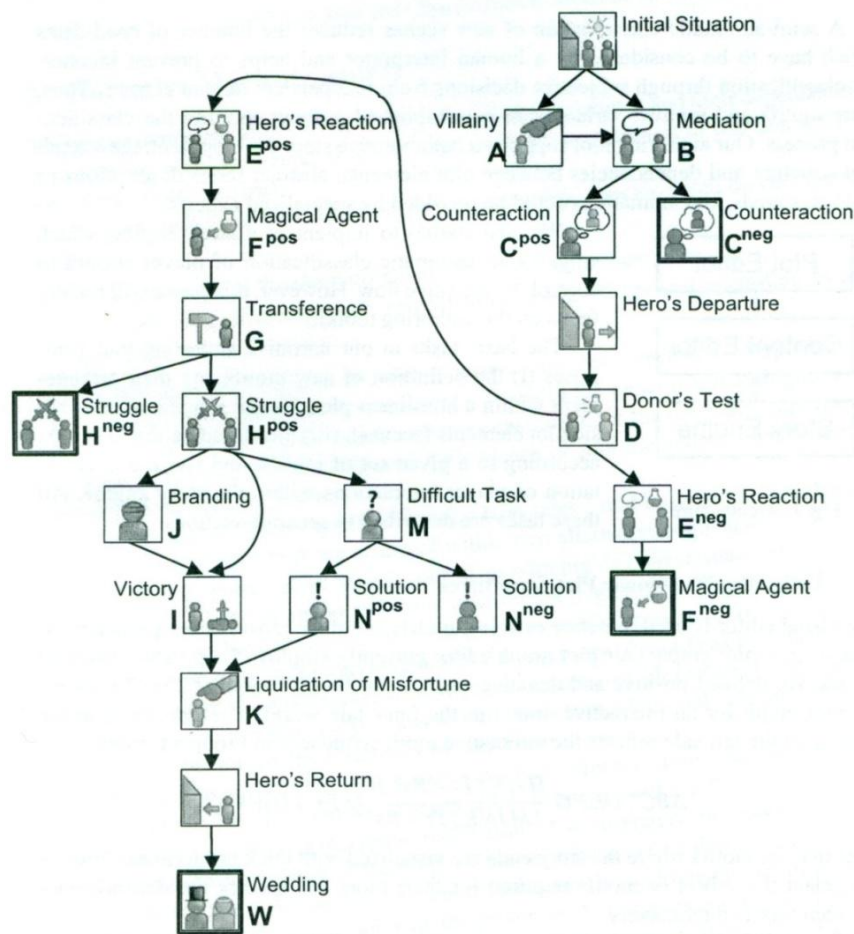 Initial Situation
Hero's Reaction
E pos
Villainy
A
Mediation
B
Magical Agent
F pos
Counteraction
C pos
Counteraction
C neg
Transference
G
Hero's Departure
Struggle
H neg
Struggle
H pos
Donor's Test
D
Branding
J
?
Difficult Task
M
Hero's Reaction
E neg
Victory
I
!
Solution
N pos
!
Solution
N neg
Magical Agent
F neg
Liquidation of Misfortune
K
Hero's Return
Wedding
W